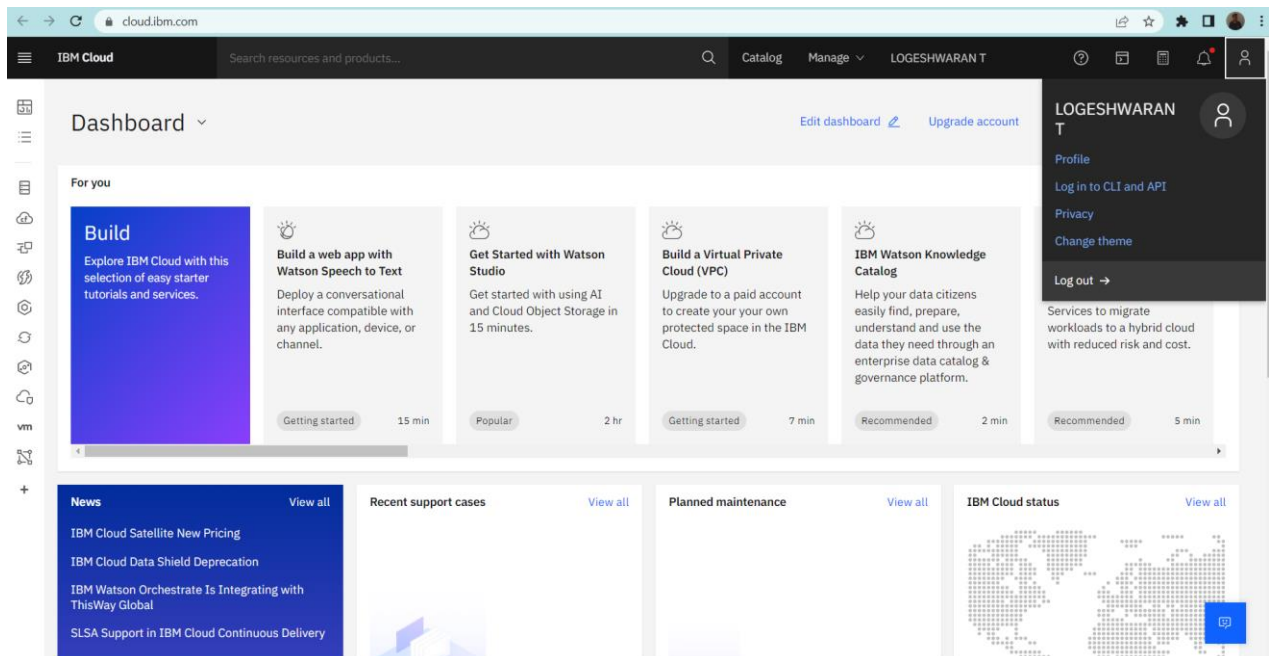 cloud.ibm.com
IBM Cloud
Search resources and products...
Catalog
Manage
LOGESHWARAN T
Dashboard
Edit dashboard
Upgrade account
LOGESHWARAN
T
Profile
Log in to CLI and API
Privacy
Change theme
Log out →
For you
Build
Explore IBM Cloud with this
selection of easy starter
tutorials and services.
Build a web app with
Watson Speech to Text
Deploy a conversational
interface compatible with
any application, device, or
channel.
Getting started 15 min
Get Started with Watson
Studio
Get started with using AI
and Cloud Object Storage in
15 minutes.
Popular 2 hr
Build a Virtual Private
Cloud (VPC)
Upgrade to a paid account
to create your your own
protected space in the IBM
Cloud.
Getting started 7 min
IBM Watson Knowledge
Catalog
Help your data citizens
easily find, prepare,
understand and use the
data they need through an
enterprise data catalog &
governance platform.
Recommended 2 min
Services to migrate
workloads to a hybrid cloud
with reduced risk and cost.
Recommended 5 min
vm
News View all
IBM Cloud Satellite New Pricing
IBM Cloud Data Shield Deprecation
IBM Watson Orchestrate Is Integrating with
ThisWay Global
SLSA Support in IBM Cloud Continuous Delivery
Recent support cases View all
Planned maintenance View all
IBM Cloud status View all